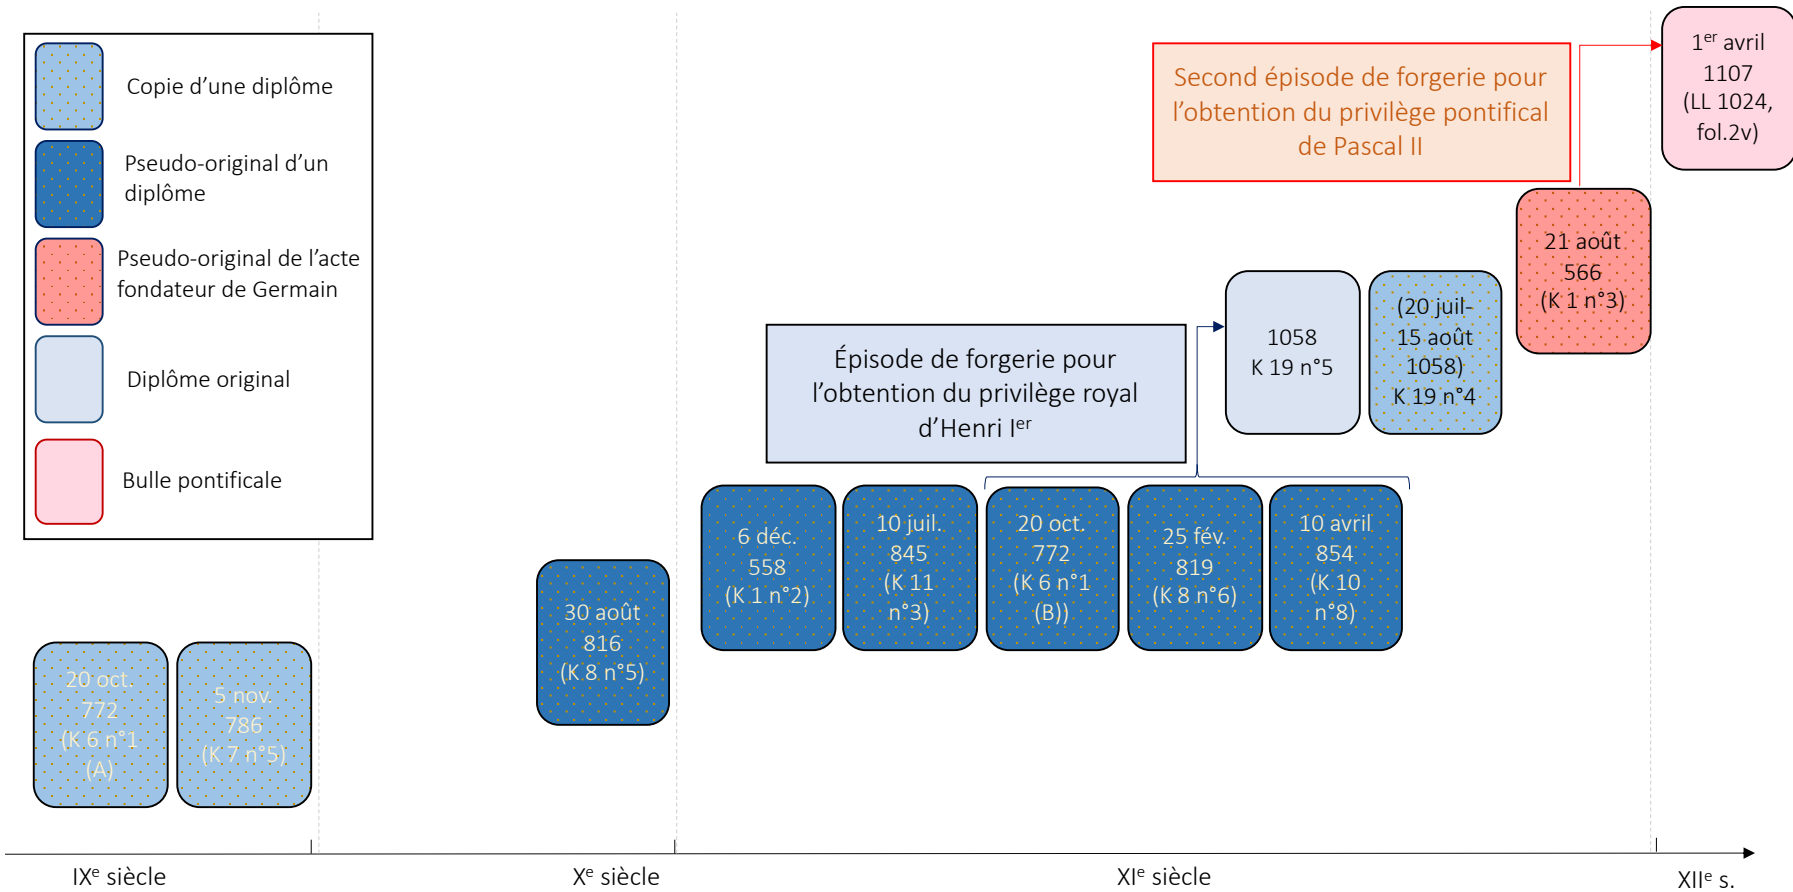 Copie d'une diplôme
Pseudo-original d'un
diplôme
Pseudo-original de l'acte
fondateur de Germain
Diplôme original
Bulle pontificale
Second épisode de forgerie pour
l'obtention du privilège pontifical
de Pascal II
1er avril
1107
(LL 1024,
fol.2v)
21 août
566
(K 1 n°3)
Épisode de forgerie pour
l'obtention du privilège royal
d'Henri Ier
1058
K 19 n°5
(20 juil-
15 août
1058)
K 19 n°4
6 déc.
558
(K 1 n°2)
10 juil.
845
(K 11
n°3)
20 oct.
772
(K 6 n°1
(B))
25 fév.
819
(K 8 n°6)
10 avril
854
(K 10
n°8)
30 août
816
(K 8 n°5)
20 oct.
772
(K 6 n°1
(A)
5 nov.
786
(K 7 n°5)
IXe siècle
Xe siècle
XIe siècle
XIIe s.